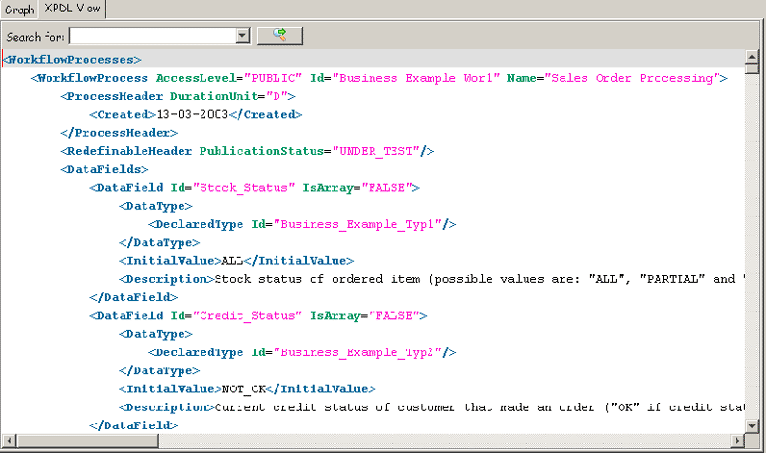 Graph XPDL View
Search for:
<WorkflowProcesses>
<WorkflowProcess AccessLevel="PUBLIC" Id="Business Example Wor1" Name="Sales Order Processing">
<ProcessHeader DurationUnit="D">
<Created>13-03-2003</Created>
</ProcessHeader>
<RedefinableHeader PublicationStatus="UNDER_TEST"/>
<DataFields>
<DataField Id="Stock_Status" IsArray="FALSE">
<DataType>
<DeclaredType Id="Business_Example_Typ1"/>
</DataType>
<InitialValue>ALL</InitialValue>
<Description>Stock status of ordered item (possible values are: "ALL", "PARTIAL" and "
</DataField>
<DataField Id="Credit_Status" IsArray="FALSE">
<DataType>
<DeclaredType Id="Business_Example_Typ2"/>
</DataType>
<InitialValue>NOT_OK</InitialValue>
<Description>Current credit status of customer that made an order ("OK" if credit stat
</DataField>